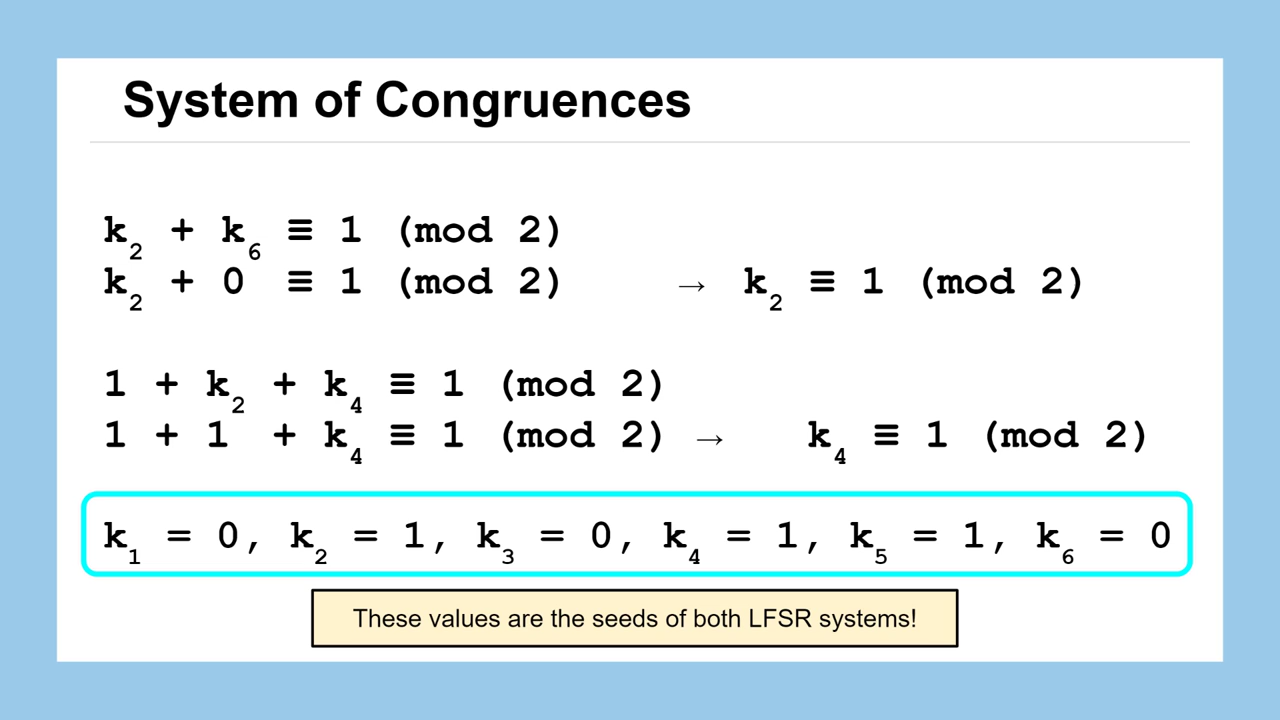 System of Congruences
k₂ + k₆ ≡ 1 (mod 2)
k₂ + 0 ≡ 1 (mod 2) → k₂ ≡ 1 (mod 2)
1 + k₂ + k₄ ≡ 1 (mod 2)
1 + 1 + k₄ ≡ 1 (mod 2) → k₄ ≡ 1 (mod 2)
k₁ = 0, k₂ = 1, k₃ = 0, k₄ = 1, k₅ = 1, k₆ = 0
These values are the seeds of both LFSR systems!